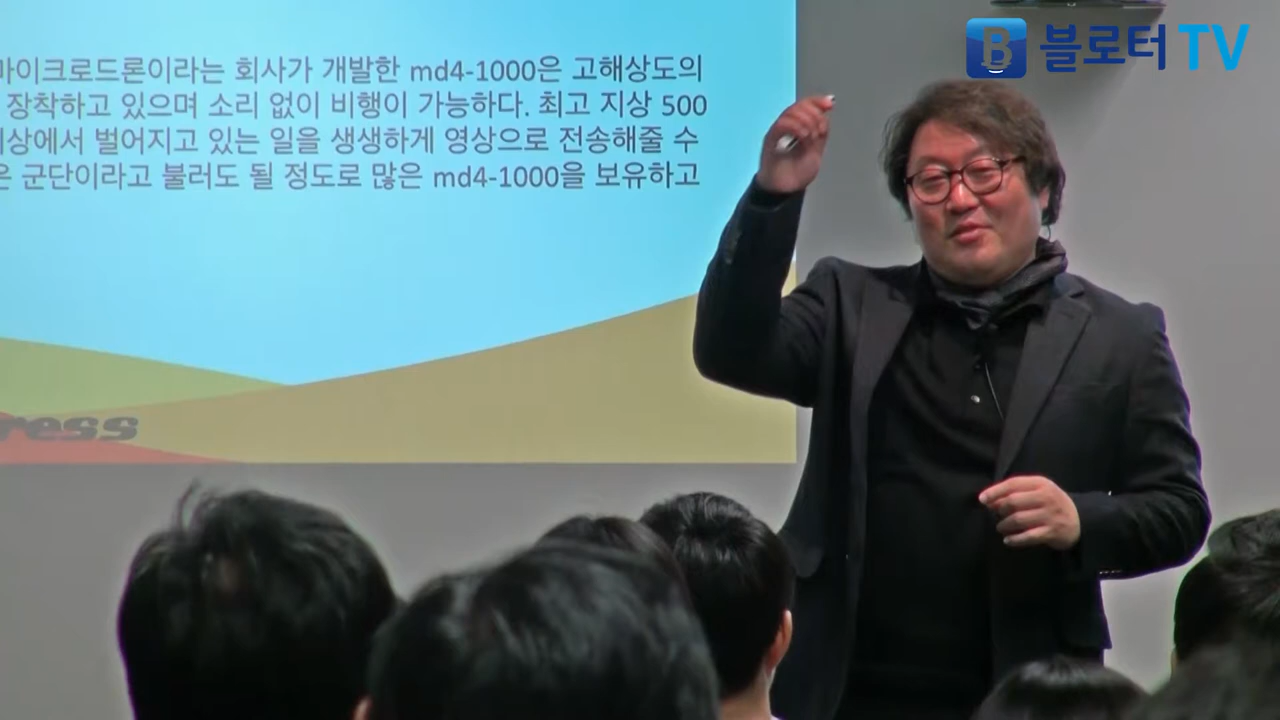 블로터 TV
마이크로드론이라는 회사가 개발한 md4-1000은 고해상도의
장착하고 있으며 소리 없이 비행이 가능하다. 최고 지상 500
세상에서 벌어지고 있는 일을 생생하게 영상으로 전송해줄 수
은 군단이라고 불러도 될 정도로 많은 md4-1000을 보유하고
ress